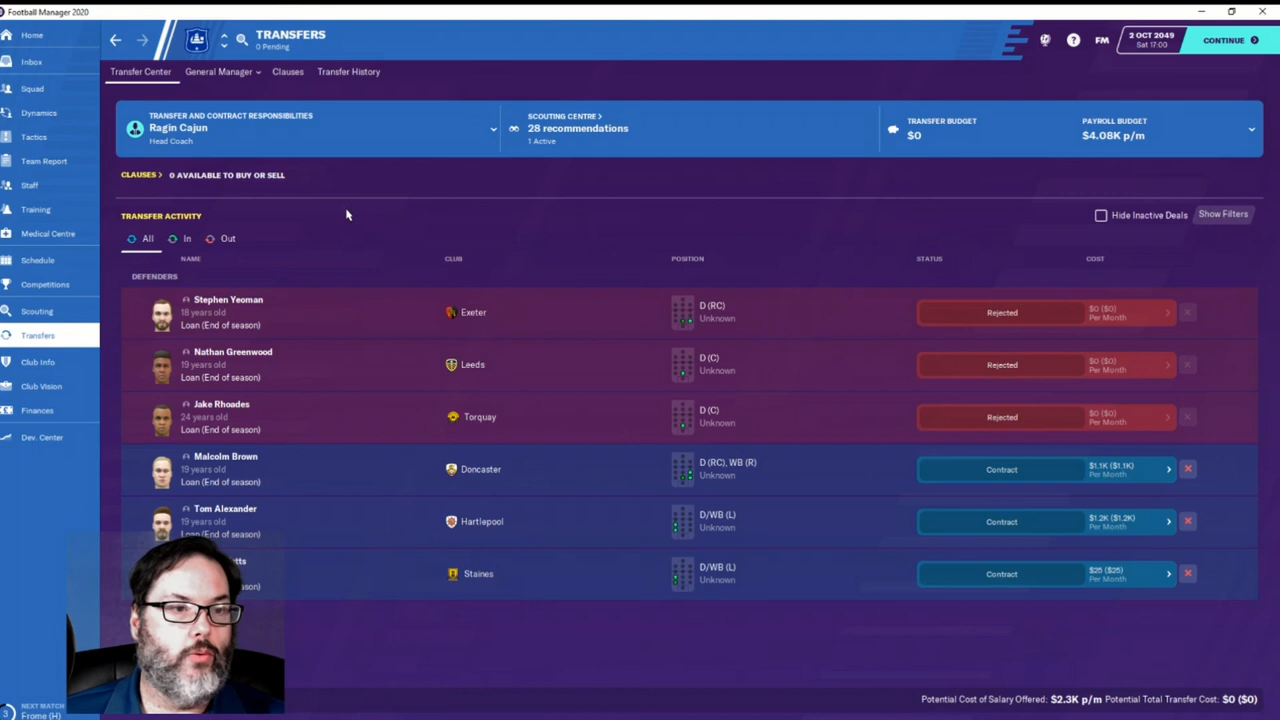 Football Manager 2020
Home
Inbox
Squad
Dynamics
Tactics
Team Report
Staff
Training
Medical Centre
Schedule
Competitions
Scouting
Transfers
Club Info
Club Vision
Finances
Dev. Center
NEXT MATCH
3
Frome (H)
TRANSFERS
0 Pending
FM
2 OCT 2049
Sat 17:00
CONTINUE
Transfer Center
General Manager
Clauses
Transfer History
TRANSFER AND CONTRACT RESPONSIBILITIES
Ragin Cajun
Head Coach
SCOUTING CENTRE >
28 recommendations
1 Active
TRANSFER BUDGET
$0
PAYROLL BUDGET
$4.08K p/m
CLAUSES > 0 AVAILABLE TO BUY OR SELL
TRANSFER ACTIVITY
Hide Inactive Deals
Show Filters
All In Out
NAME CLUB POSITION STATUS COST
DEFENDERS
Stephen Yeoman
18 years old
Loan (End of season)
Exeter
D (RC)
Unknown
Rejected
$0 ($0)
Per Month
Nathan Greenwood
19 years old
Loan (End of season)
Leeds
D (C)
Unknown
Rejected
$0 ($0)
Per Month
Jake Rhoades
24 years old
Loan (End of season)
Torquay
D (C)
Unknown
Rejected
$0 ($0)
Per Month
Malcolm Brown
19 years old
Loan (End of season)
Doncaster
D (RC), WB (R)
Unknown
Contract
$1.1K ($1.1K)
Per Month
Tom Alexander
19 years old
Loan (End of season)
Hartlepool
D/WB (L)
Unknown
Contract
$1.2K ($1.2K)
Per Month
Staines
D/WB (L)
Unknown
Contract
$25 ($25)
Per Month
Potential Cost of Salary Offered: $2.3K p/m Potential Total Transfer Cost: $0 ($0)